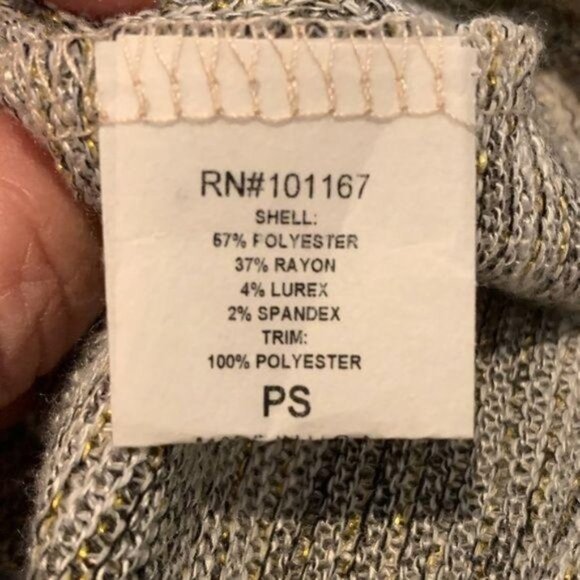 RN#101167
SHELL:
57% POLYESTER
37% RAYON
4% LUREX
2% SPANDEX
TRIM:
100% POLYESTER
PS